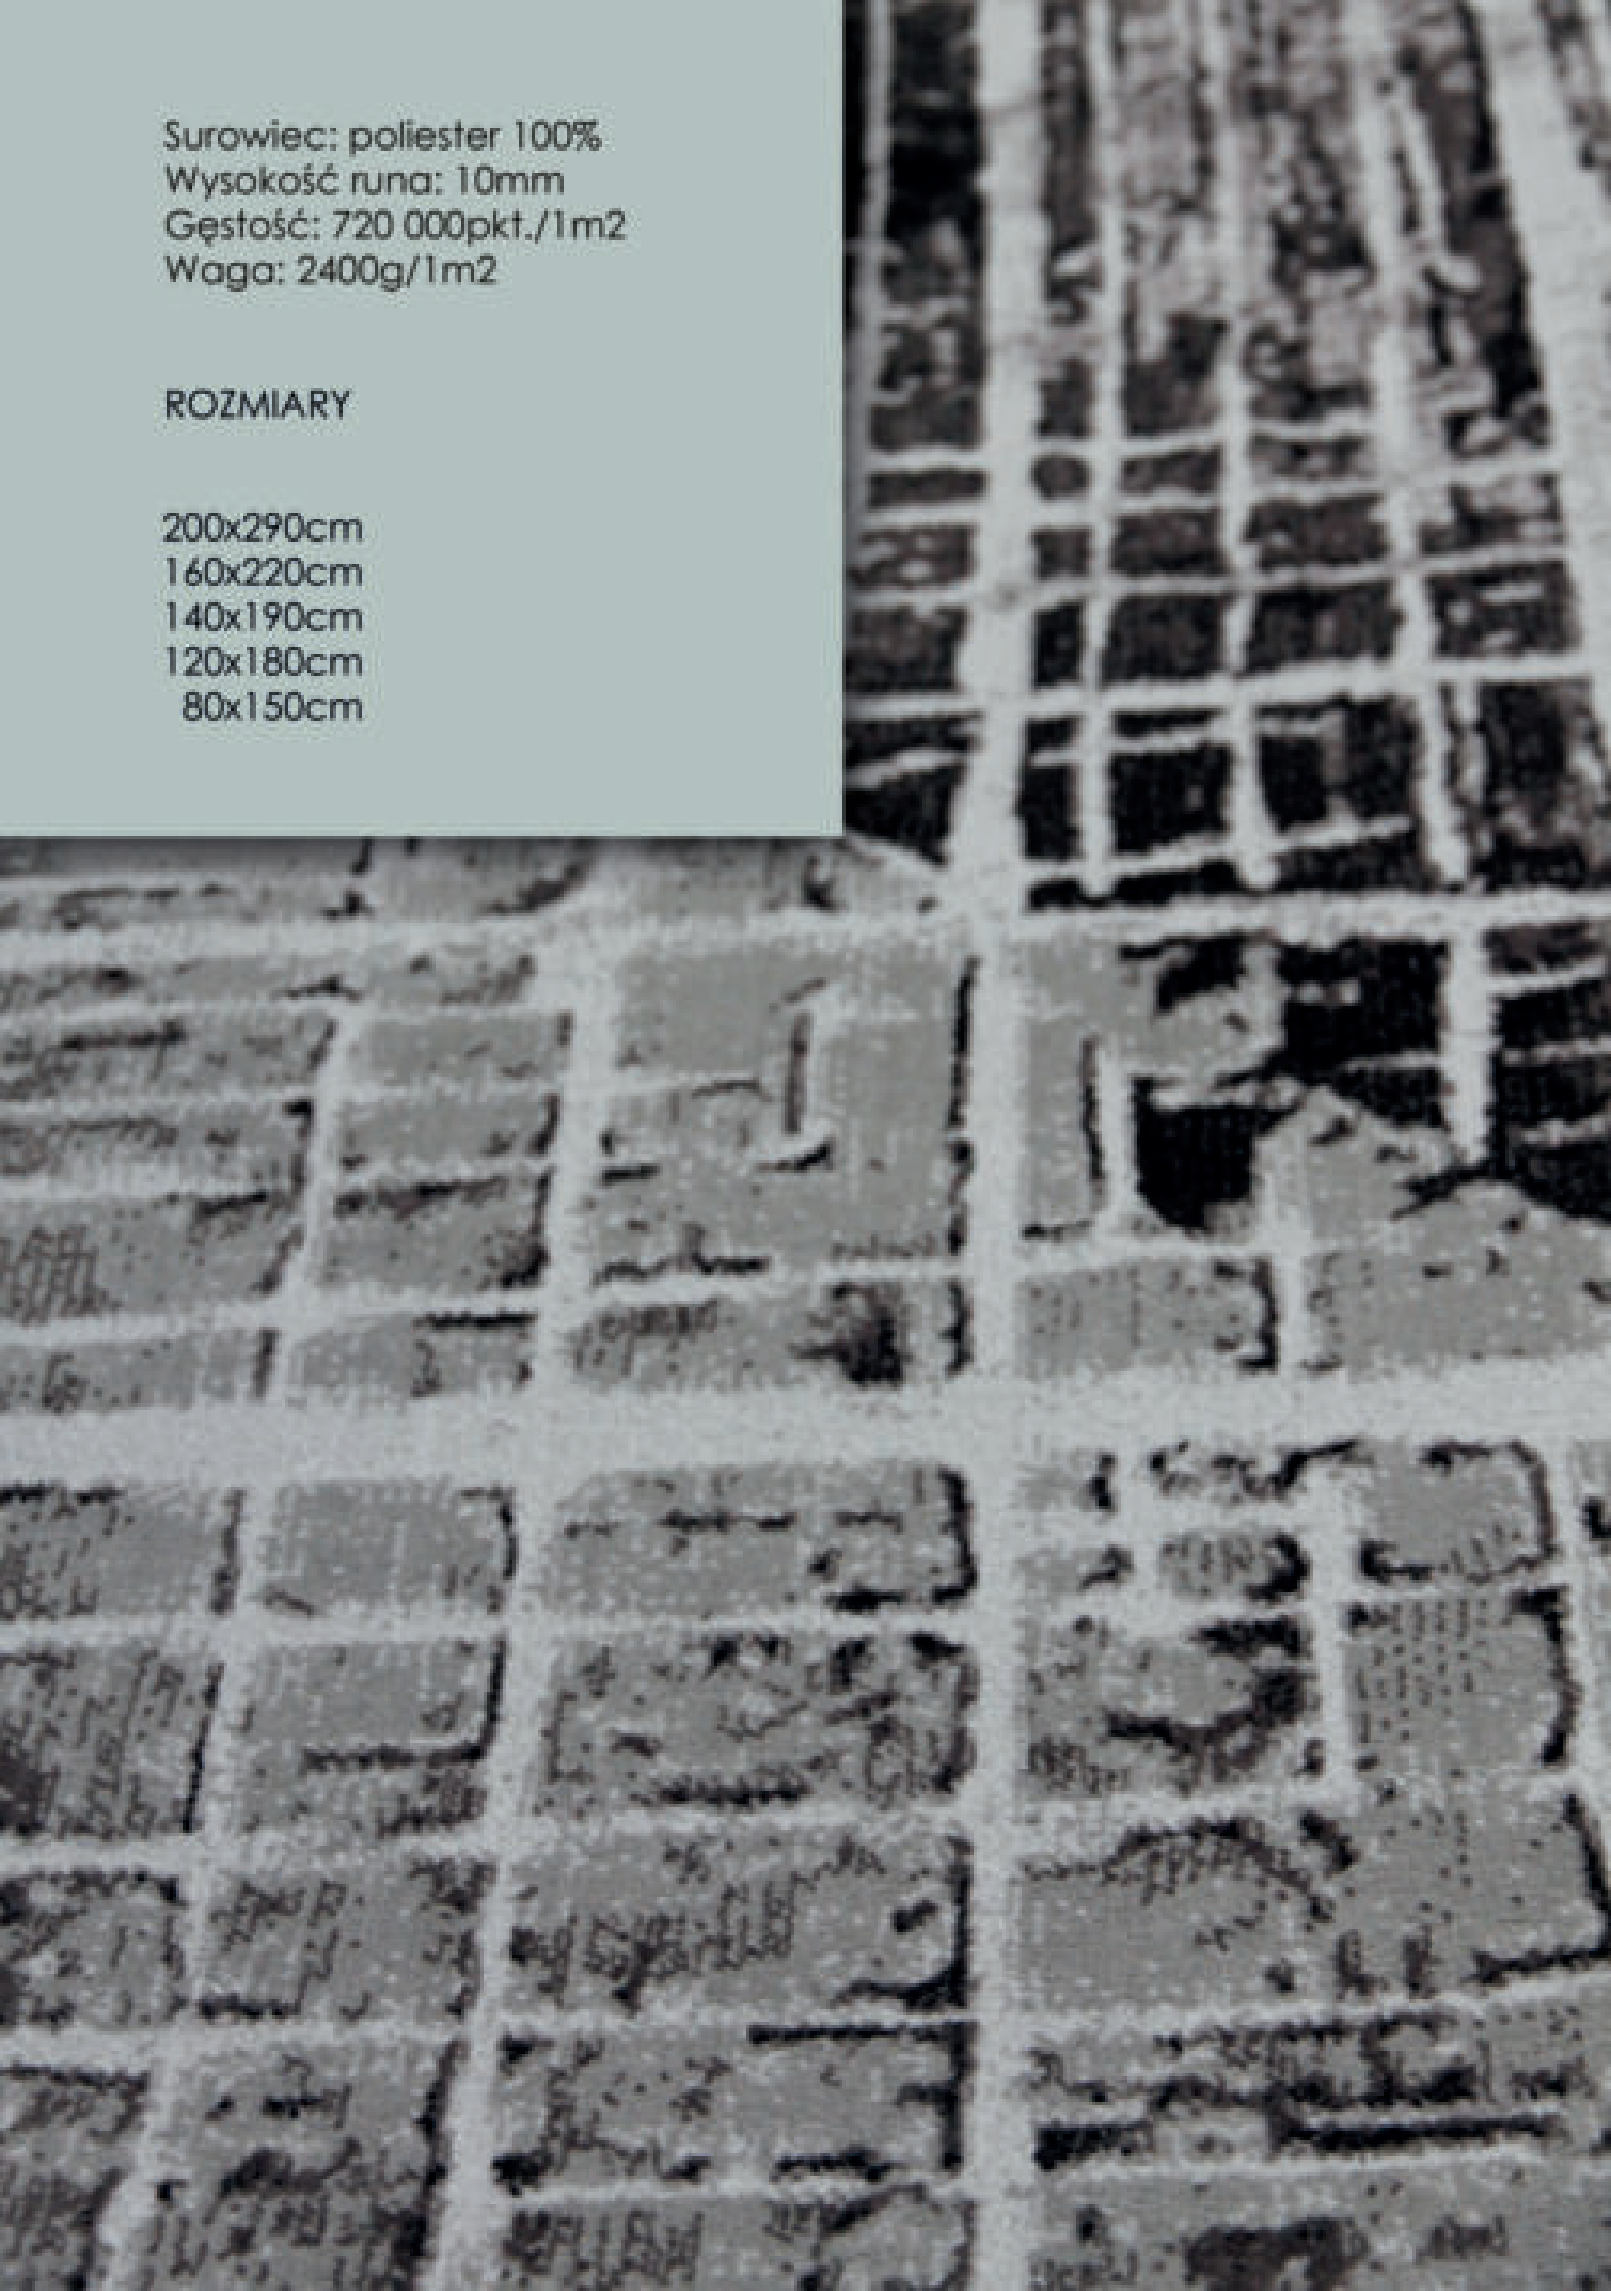 Surowiec: poliester 100%
Wysokość runa: 10mm
Gęstość: 720 000pkt./1m2
Waga: 2400g/1m2
ROZMIARY
200x290cm
160x220cm
140x190cm
120x180cm
80x150cm